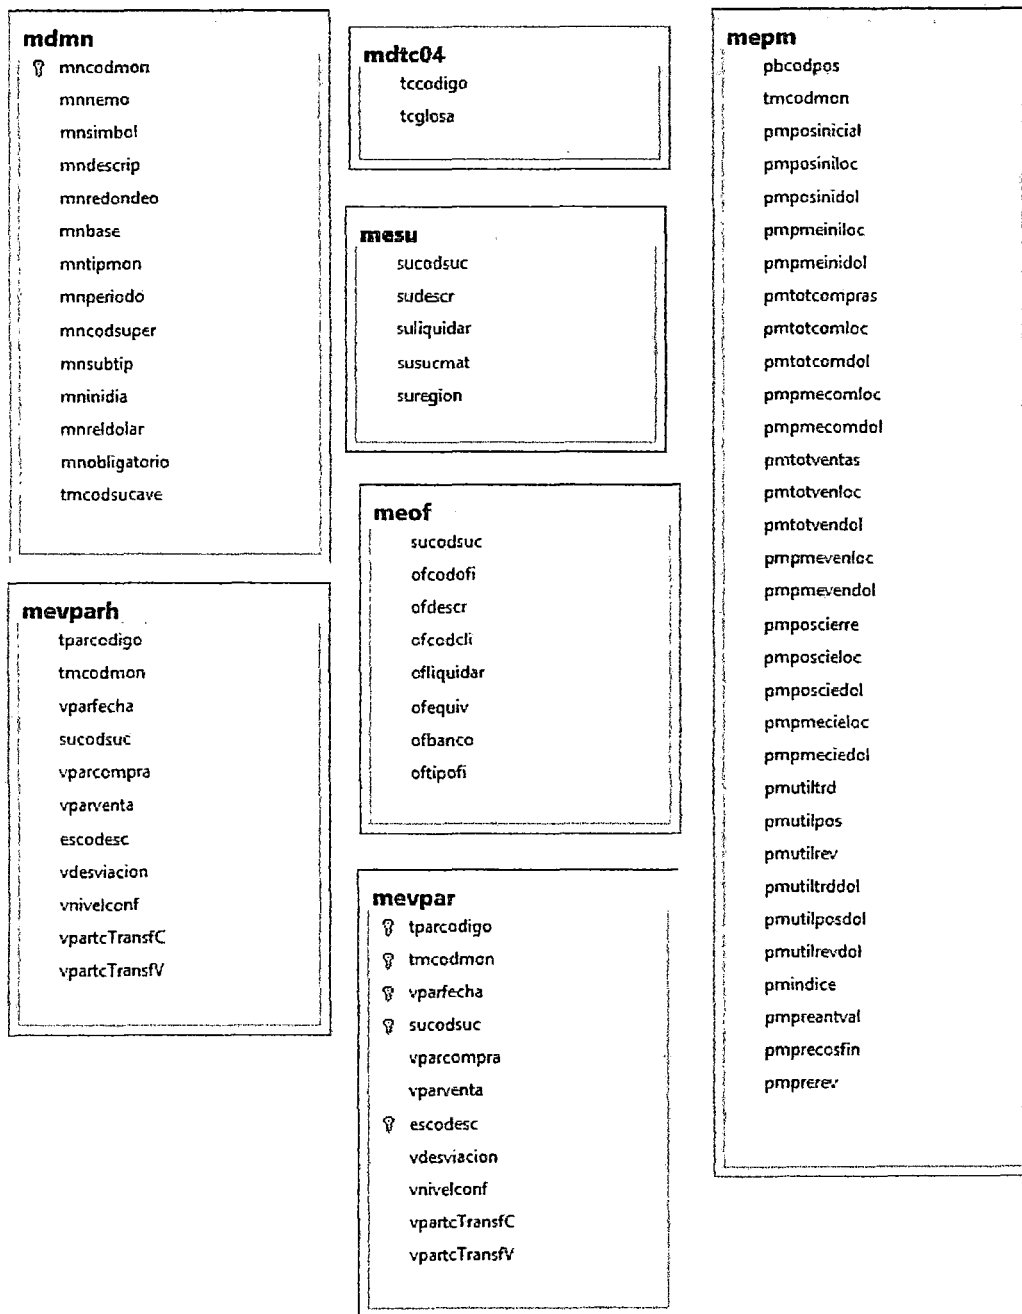 mdmn
mncodmon
mnnemo
mnsimbol
mndescrip
mnredondeo
mnbase
mntipmon
mnperiodo
mncodsuper
mnsubtip
mninidia
mnreldolar
mnobligatorio
tmcodsucave
mevparh
tparcodigo
tmcodmon
vparfecha
sucodsuc
vparcompra
vparventa
escodesc
vdesviacion
vnivelconf
vpartcTransfC
vpartcTransfV
mdtc04
tccodigo
tcglosa
mesu
sucodsuc
sudescr
suliquidar
susucmat
suregion
meof
sucodsuc
ofcodofi
ofdescr
ofcodcli
ofliquidar
ofequiv
ofbanco
oftipofi
mevpar
tparcodigo
tmcodmon
vparfecha
sucodsuc
vparcompra
vparventa
escodesc
vdesviacion
vnivelconf
vpartcTransfC
vpartcTransfV
mepm
pbcodpos
tmcodmon
pmposinicial
pmposiniloc
pmposinidol
pmpmeiniloc
pmpmeinidol
pmtotcompras
pmtotcomloc
pmtotcomdol
pmpmecomloc
pmpmecomdol
pmtotventas
pmtotvenloc
pmtotvendol
pmpmevenloc
pmpmevendol
pmposcierre
pmposcieloc
pmposciedol
pmpmecieloc
pmpmeciedol
pmutiltrd
pmutilpos
pmutilrev
pmutiltrddol
pmutilposdol
pmutilrevdol
pmindice
pmpreantval
pmprecosfin
pmprerev